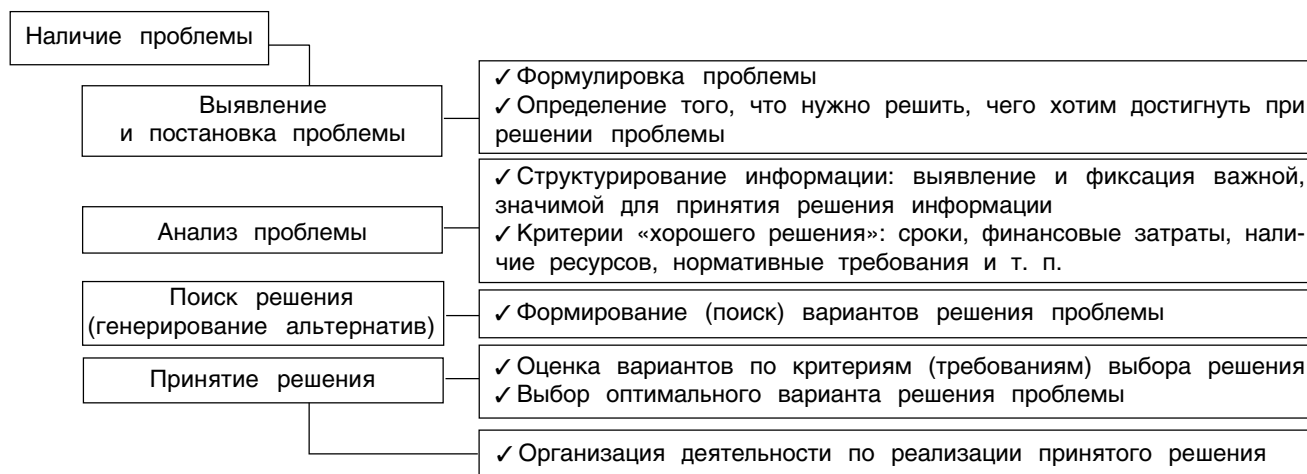 Наличие проблемы
Выявление
и постановка проблемы
✓ Формулировка проблемы
✓ Определение того, что нужно решить, чего хотим достигнуть при
решении проблемы
Анализ проблемы
✓ Структурирование информации: выявление и фиксация важной,
значимой для принятия решения информации
✓ Критерии «хорошего решения»: сроки, финансовые затраты, нали-
чие ресурсов, нормативные требования и т. п.
Поиск решения
(генерирование альтернатив)
✓ Формирование (поиск) вариантов решения проблемы
Принятие решения
✓ Оценка вариантов по критериям (требованиям) выбора решения
✓ Выбор оптимального варианта решения проблемы
✓ Организация деятельности по реализации принятого решения